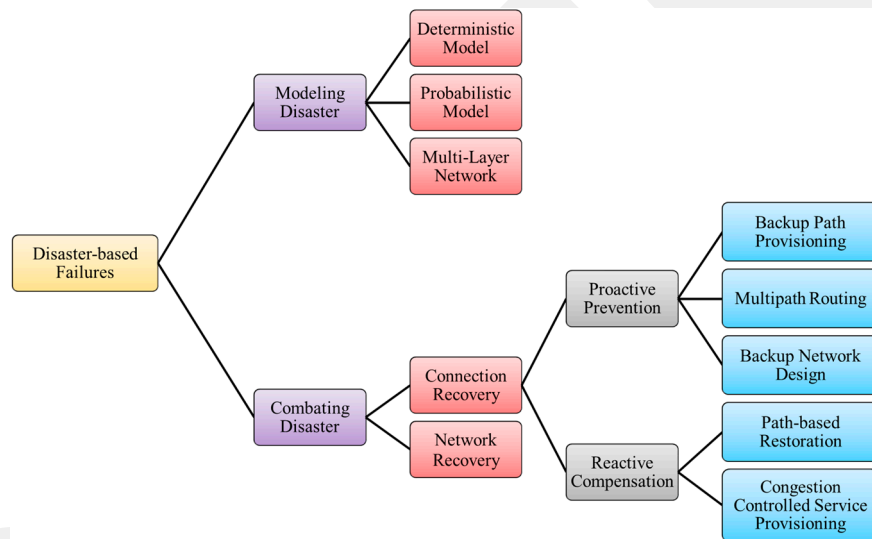 Deterministic
Model
Modeling
Disaster
Probabilistic
Model
Multi-Layer
Network
Disaster-based
Failures
Combating
Disaster
Connection
Recovery
Network
Recovery
Proactive
Prevention
Reactive
Compensation
Backup Path
Provisioning
Multipath Routing
Backup Network
Design
Path-based
Restoration
Congestion
Controlled Service
Provisioning